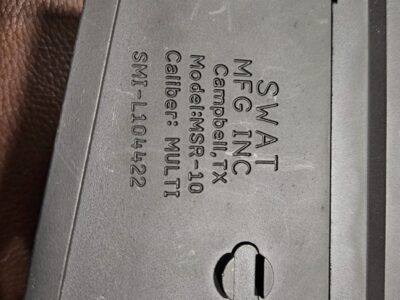 SWAT
MFG INC
Campbell,TX
Model:MSR-10
Caliber: MULTI
SMI-L104422